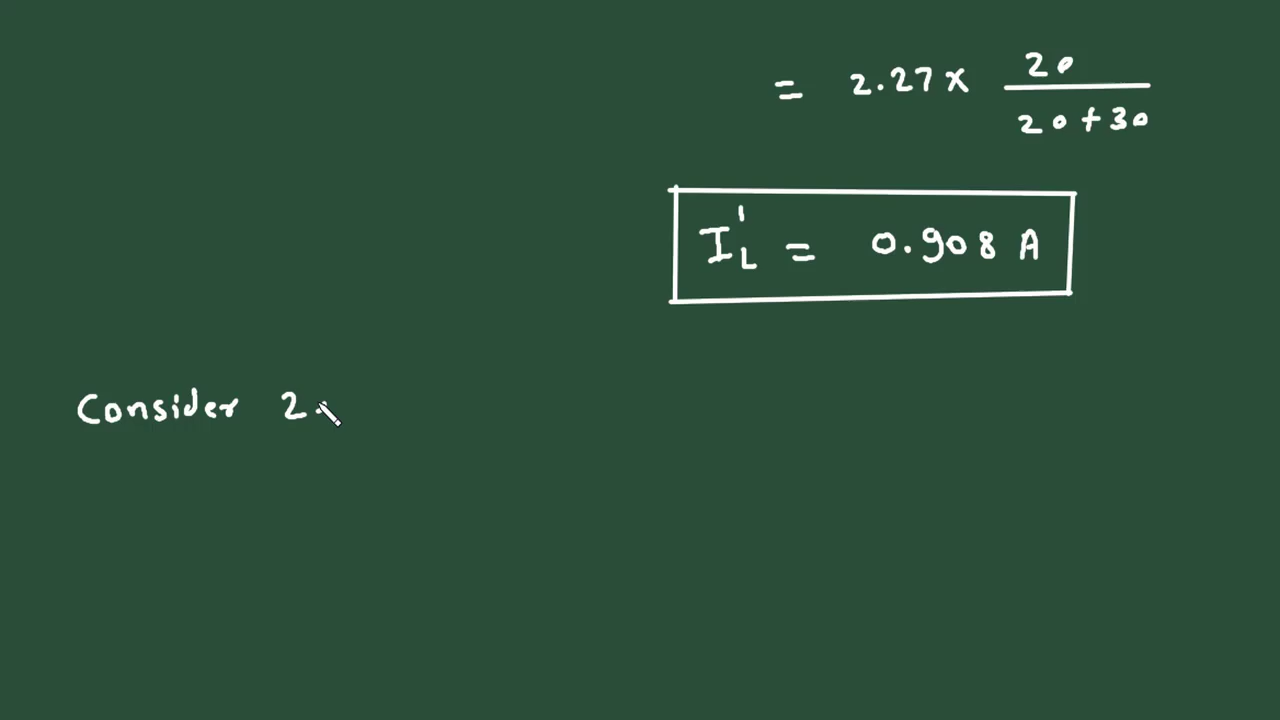 = 2.27 x 20 / 20 + 30
I'L = 0.908 A
Consider 2